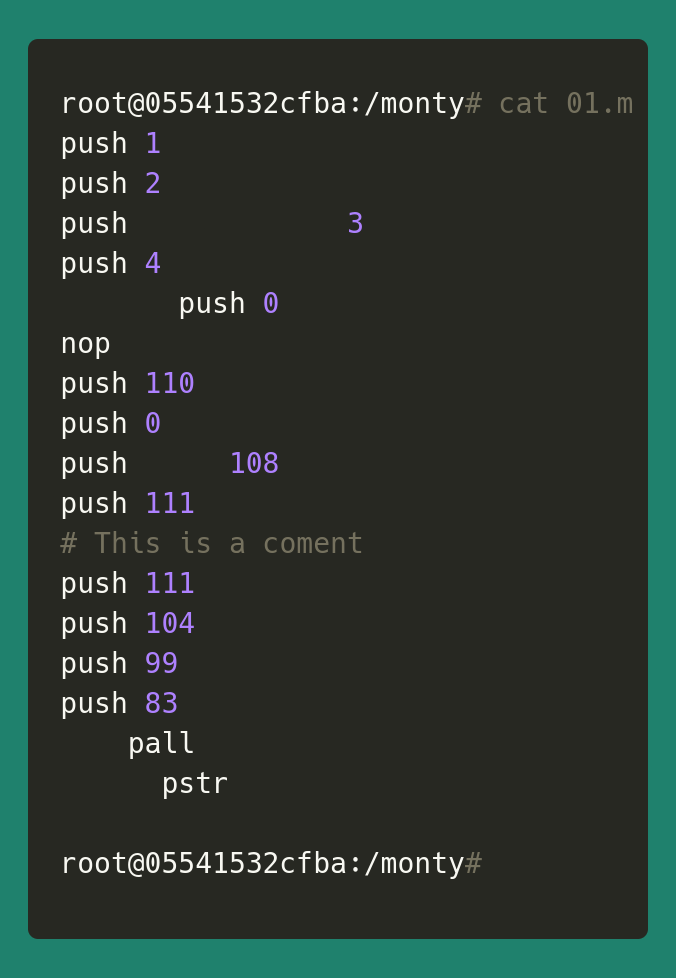 root@05541532cfba:/monty# cat 01.m
push 1
push 2
push             3
push 4
       push 0
nop
push 110
push 0
push      108
push 111
# This is a coment
push 111
push 104
push 99
push 83
    pall
      pstr

root@05541532cfba:/monty#